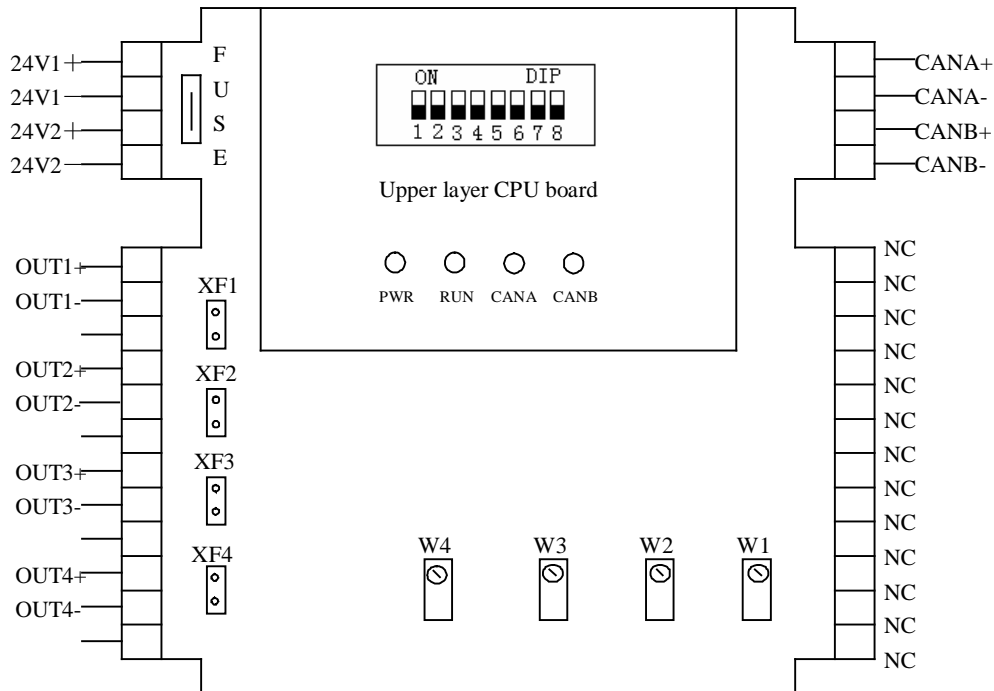 24V1+
24V1-
24V2+
24V2-
F
U
S
E
ON DIP
1 2 3 4 5 6 7 8
Upper layer CPU board
PWR RUN CANA CANB
CANA+
CANA-
CANB+
CANB-
OUT1+
OUT1-
OUT2+
OUT2-
OUT3+
OUT3-
OUT4+
OUT4-
XF1
XF2
XF3
XF4
W4 W3 W2 W1
NC
NC
NC
NC
NC
NC
NC
NC
NC
NC
NC
NC
NC